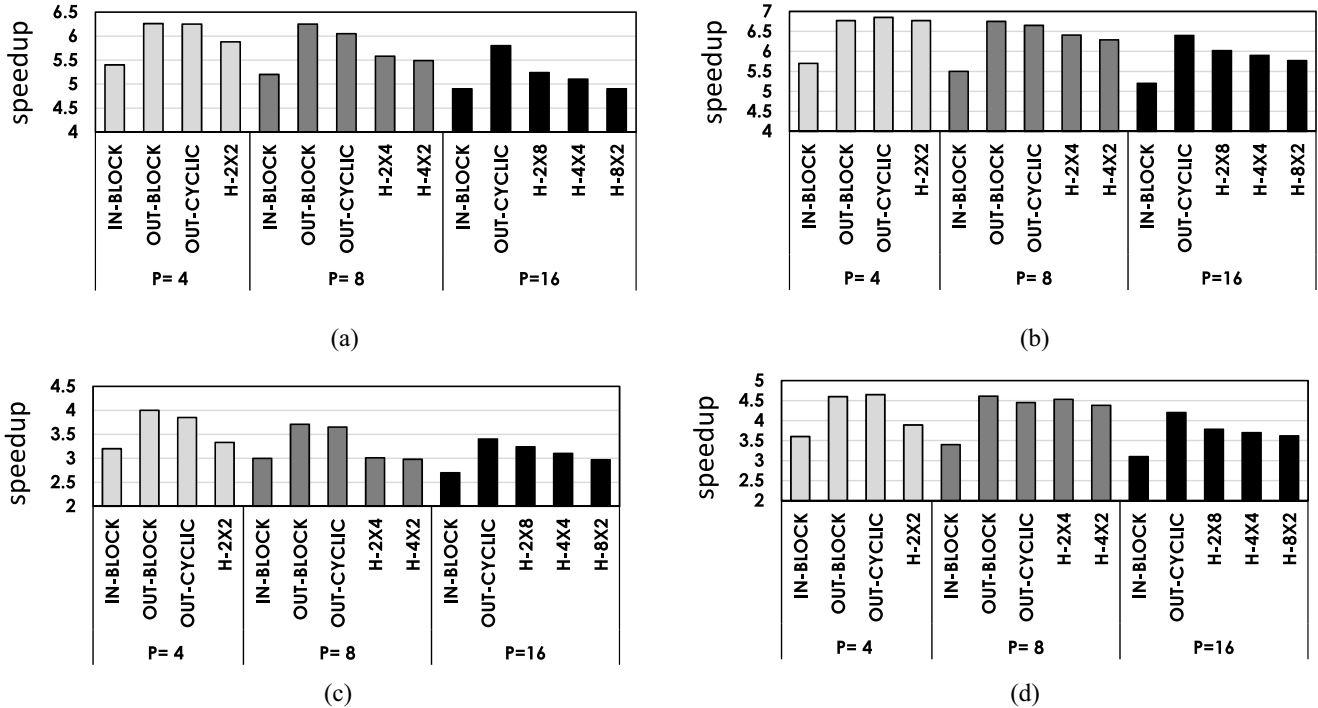 speedup
6.5
6
5.5
5
4.5
4
IN-BLOCK
OUT-BLOCK
OUT-CYCLIC
H-2X2
IN-BLOCK
OUT-BLOCK
OUT-CYCLIC
H-2X4
H-4X2
IN-BLOCK
OUT-CYCLIC
H-2X8
H-4X4
H-8X2
P= 4
P= 8
P=16
(a)
speedup
7
6.5
6
5.5
5
4.5
4
IN-BLOCK
OUT-BLOCK
OUT-CYCLIC
H-2X2
IN-BLOCK
OUT-BLOCK
OUT-CYCLIC
H-2X4
H-4X2
IN-BLOCK
OUT-CYCLIC
H-2X8
H-4X4
H-8X2
P= 4
P= 8
P=16
(b)
speedup
4.5
4
3.5
3
2.5
2
IN-BLOCK
OUT-BLOCK
OUT-CYCLIC
H-2X2
IN-BLOCK
OUT-BLOCK
OUT-CYCLIC
H-2X4
H-4X2
IN-BLOCK
OUT-CYCLIC
H-2X8
H-4X4
H-8X2
P= 4
P= 8
P=16
(c)
speedup
5
4.5
4
3.5
3
2.5
2
IN-BLOCK
OUT-BLOCK
OUT-CYCLIC
H-2X2
IN-BLOCK
OUT-BLOCK
OUT-CYCLIC
H-2X4
H-4X2
IN-BLOCK
OUT-CYCLIC
H-2X8
H-4X4
H-8X2
P= 4
P= 8
P=16
(d)